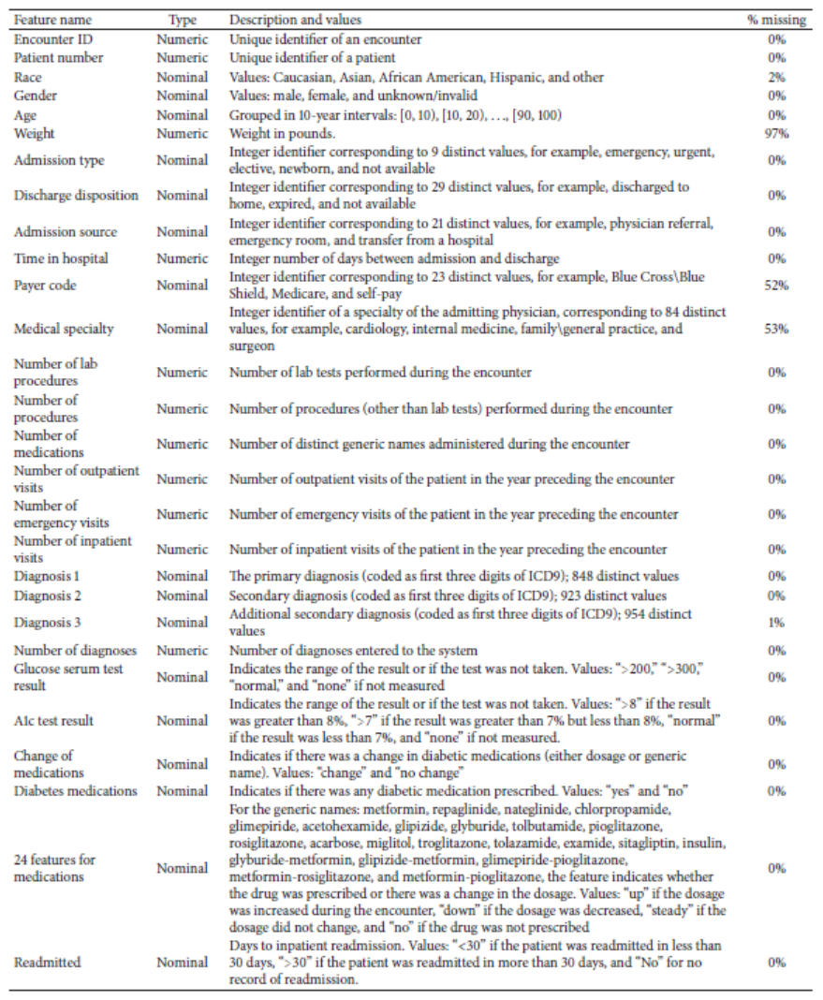 Feature name Type Description and values % missing
Encounter ID Numeric Unique identifier of an encounter 0%
Patient number Numeric Unique identifier of a patient 0%
Race Nominal Values: Caucasian, Asian, African American, Hispanic, and other 2%
Gender Nominal Values: male, female, and unknown/invalid 0%
Age Nominal Grouped in 10-year intervals: [0, 10), [10, 20), …, [90, 100) 0%
Weight Numeric Weight in pounds. 97%
Admission type Nominal Integer identifier corresponding to 9 distinct values, for example, emergency, urgent,
elective, newborn, and not available 0%
Discharge disposition Nominal Integer identifier corresponding to 29 distinct values, for example, discharged to
home, expired, and not available 0%
Admission source Nominal Integer identifier corresponding to 21 distinct values, for example, physician referral,
emergency room, and transfer from a hospital 0%
Time in hospital Numeric Integer number of days between admission and discharge 0%
Payer code Nominal Integer identifier corresponding to 23 distinct values, for example, Blue Cross\Blue
Shield, Medicare, and self-pay 52%
Integer identifier of a specialty of the admitting physician, corresponding to 84 distinct
Medical specialty Nominal values, for example, cardiology, internal medicine, family\general practice, and 53%
surgeon
Number of lab
procedures Numeric Number of lab tests performed during the encounter 0%
Number of
procedures Numeric Number of procedures (other than lab tests) performed during the encounter 0%
Number of
medications Numeric Number of distinct generic names administered during the encounter 0%
Number of outpatient
visits Numeric Number of outpatient visits of the patient in the year preceding the encounter 0%
Number of
emergency visits Numeric Number of emergency visits of the patient in the year preceding the encounter 0%
Number of inpatient
visits Numeric Number of inpatient visits of the patient in the year preceding the encounter 0%
Diagnosis 1 Nominal The primary diagnosis (coded as first three digits of ICD9); 848 distinct values 0%
Diagnosis 2 Nominal Secondary diagnosis (coded as first three digits of ICD9); 923 distinct values 0%
Diagnosis 3 Nominal Additional secondary diagnosis (coded as first three digits of ICD9); 954 distinct
values 1%
Number of diagnoses Numeric Number of diagnoses entered to the system 0%
Glucose serum test
result Nominal Indicates the range of the result or if the test was not taken. Values: “>200,” “>300,”
“normal,” and “none” if not measured 0%
Indicates the range of the result or if the test was not taken. Values: “>8” if the result
A1c test result Nominal was greater than 8%, “>7” if the result was greater than 7% but less than 8%, “normal” 0%
if the result was less than 7%, and “none” if not measured.
Change of
medications Nominal Indicates if there was a change in diabetic medications (either dosage or generic
name). Values: “change” and “no change” 0%
Diabetes medications Nominal Indicates if there was any diabetic medication prescribed. Values: “yes” and “no” 0%
For the generic names: metformin, repaglinide, nateglinide, chlorpropamide,
glimepiride, acetohexamide, glipizide, glyburide, tolbutamide, pioglitazone,
rosiglitazone, acarbose, miglitol, troglitazone, tolazamide, examide, sitagliptin, insulin,
24 features for
medications Nominal glyburide-metformin, glipizide-metformin, glimepiride-pioglitazone, 0%
metformin-rosiglitazone, and metformin-pioglitazone, the feature indicates whether
the drug was prescribed or there was a change in the dosage. Values: “up” if the dosage
was increased during the encounter, “down” if the dosage was decreased, “steady” if the
dosage did not change, and “no” if the drug was not prescribed
Days to inpatient readmission. Values: “<30” if the patient was readmitted in less than
Readmitted Nominal 30 days, “>30” if the patient was readmitted in more than 30 days, and “No” for no 0%
record of readmission.